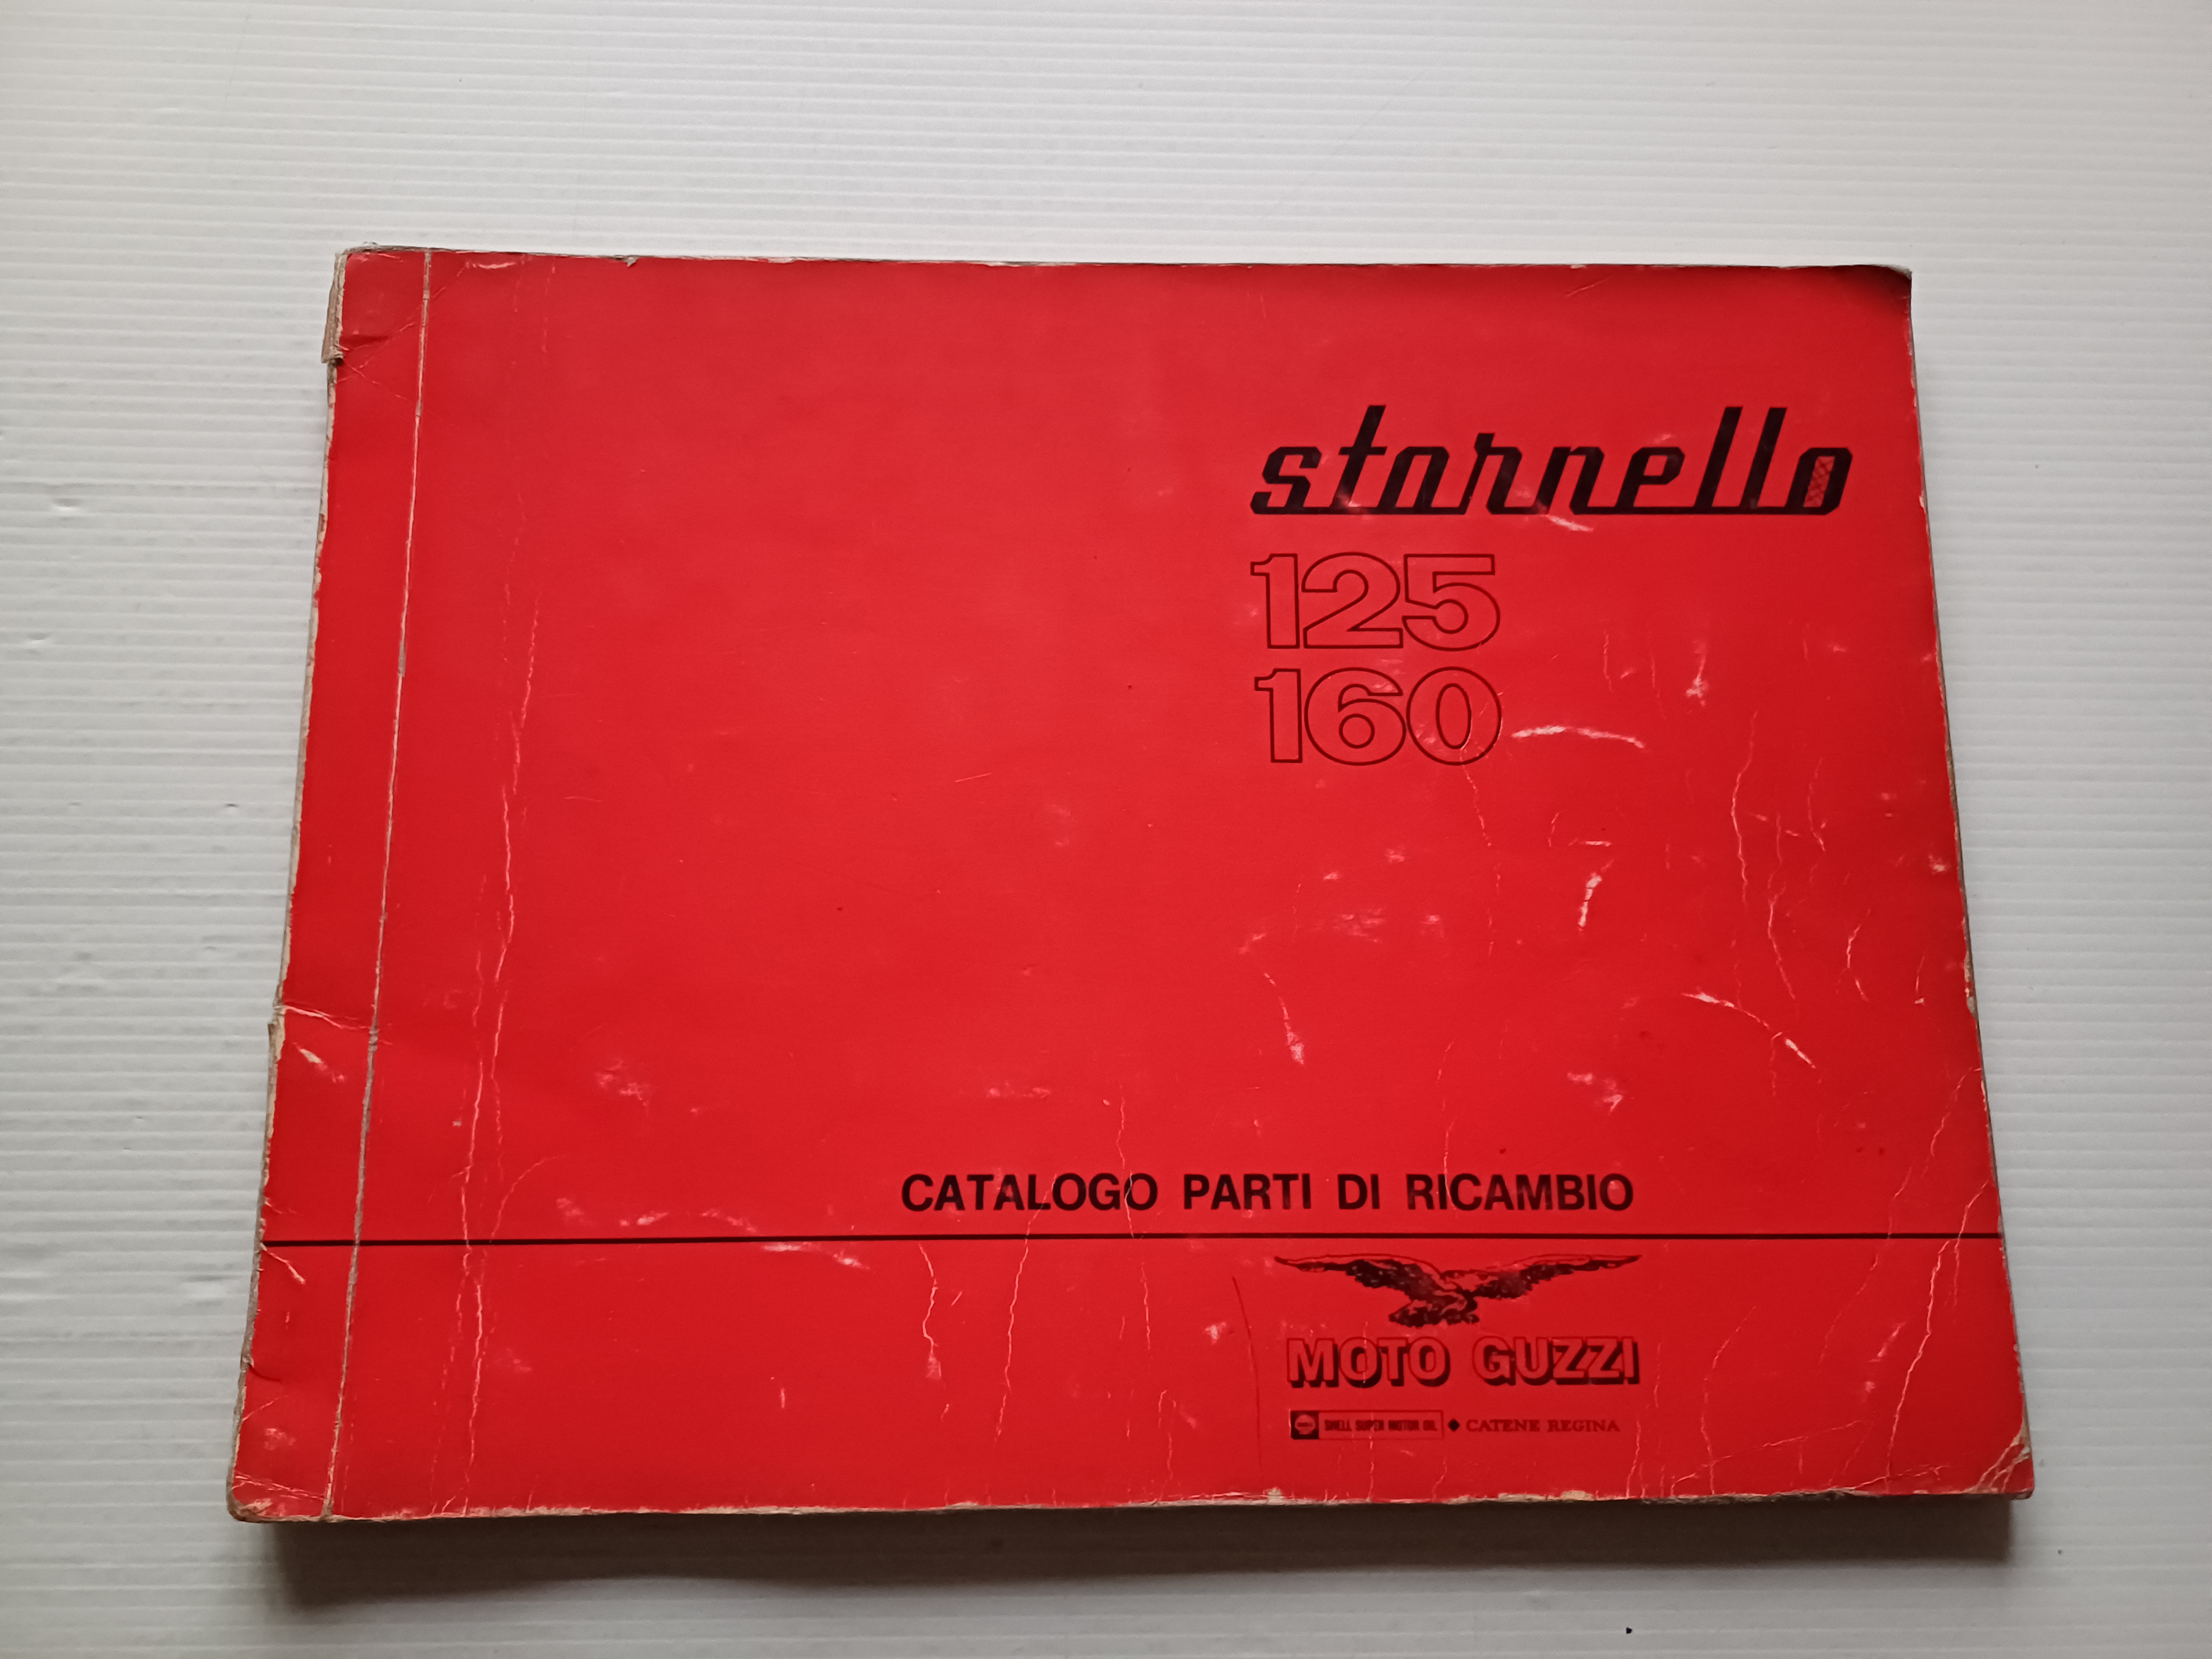 stornello
125
160
CATALOGO PARTI DI RICAMBIO
MOTO GUZZI
SHELL SUPER MOTOR OIL ◆ CATENE REGINA